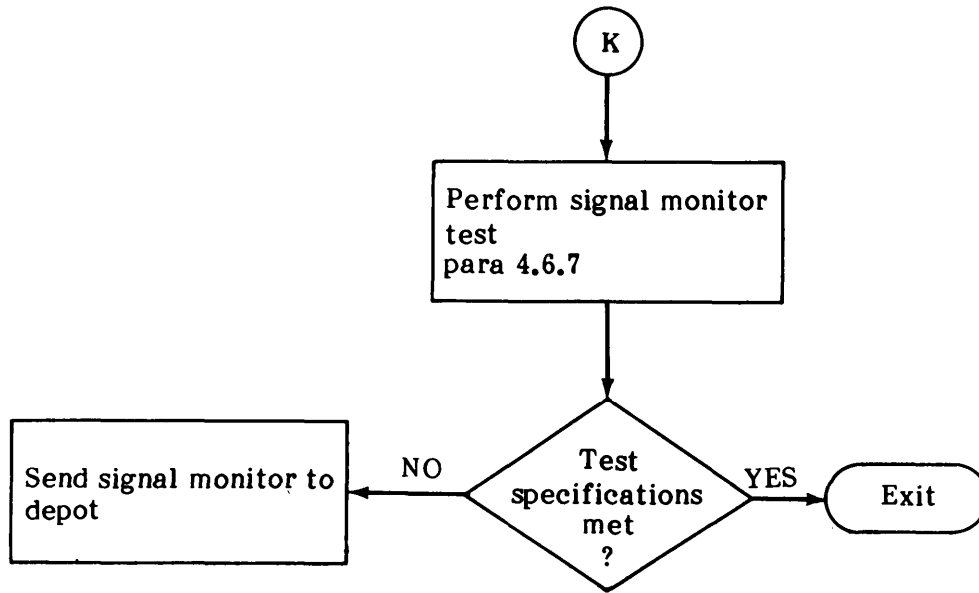 K
Perform signal monitor
test
para 4.6.7
Test
specifications
met
?
NO
YES
Send signal monitor to
depot
Exit